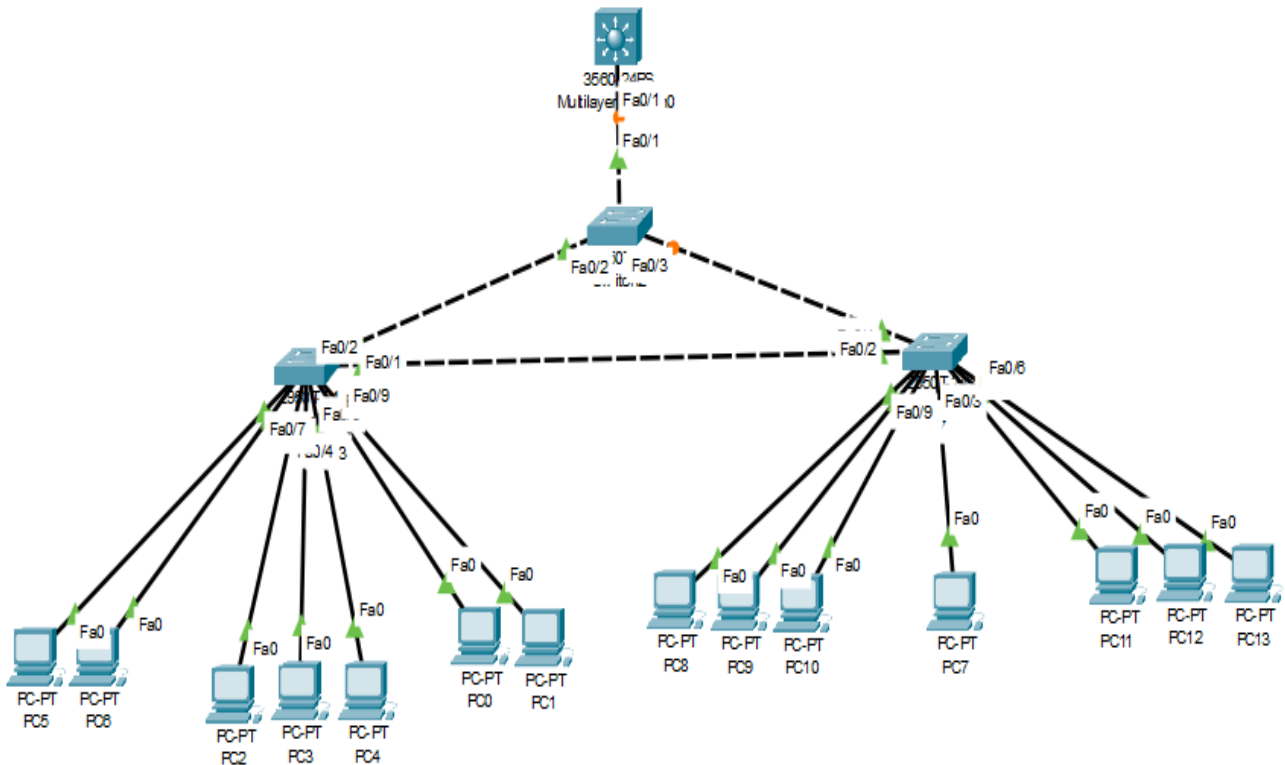 Fa0/1
Fa0/1
Fa0/2
Fa0/3
Fa0/2
Fa0/1
Fa0/9
Fa0/7
Fa0/2
Fa0/6
Fa0/9
Fa0
Fa0
PC-PT
PC5
PC-PT
PC6
Fa0
Fa0
Fa0
PC-PT
PC2
PC-PT
PC3
PC-PT
PC4
Fa0
Fa0
PC-PT
PC0
PC-PT
PC1
Fa0
Fa0
Fa0
PC-PT
PC8
PC-PT
PC9
PC-PT
PC10
Fa0
PC-PT
PC7
Fa0
Fa0
Fa0
PC-PT
PC11
PC-PT
PC12
PC-PT
PC13